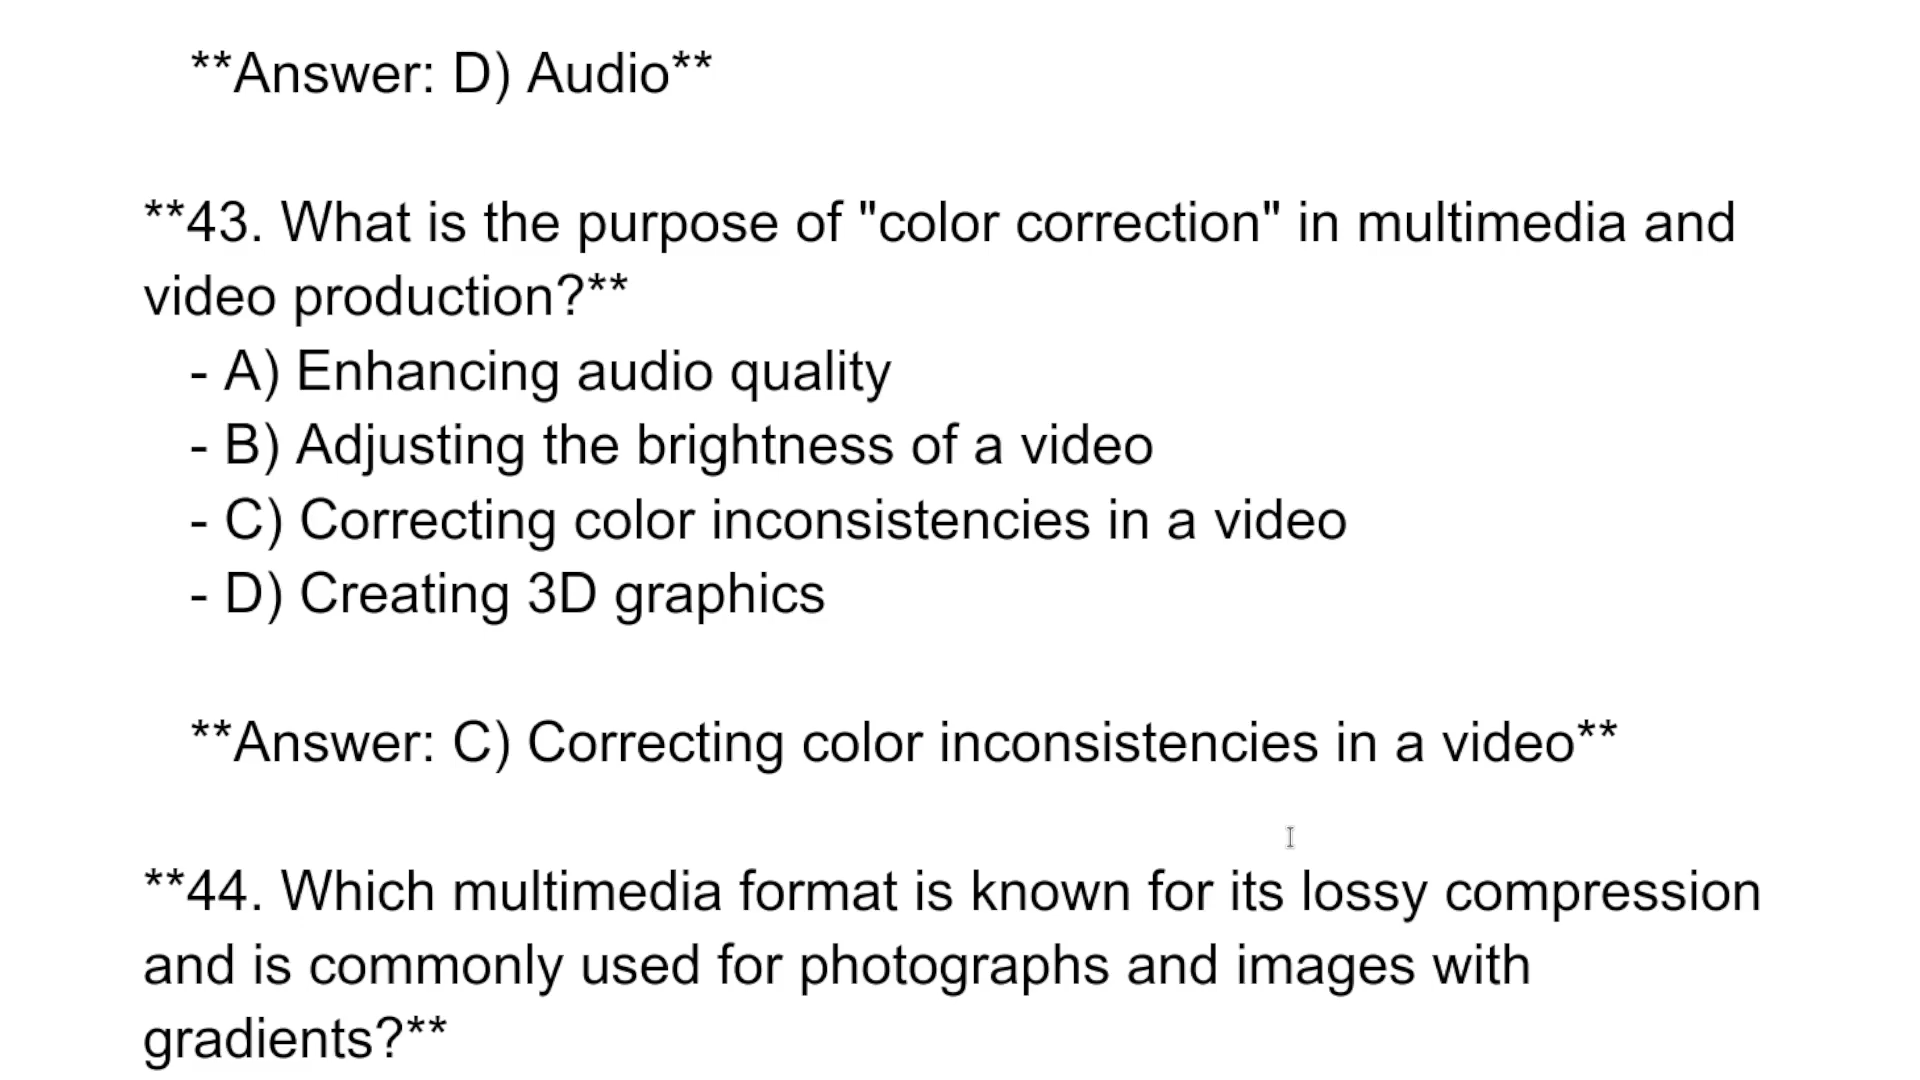 **Answer: D) Audio**
**43. What is the purpose of "color correction" in multimedia and
video production?**
- A) Enhancing audio quality
- B) Adjusting the brightness of a video
- C) Correcting color inconsistencies in a video
- D) Creating 3D graphics
**Answer: C) Correcting color inconsistencies in a video**
**44. Which multimedia format is known for its lossy compression
and is commonly used for photographs and images with
gradients?**